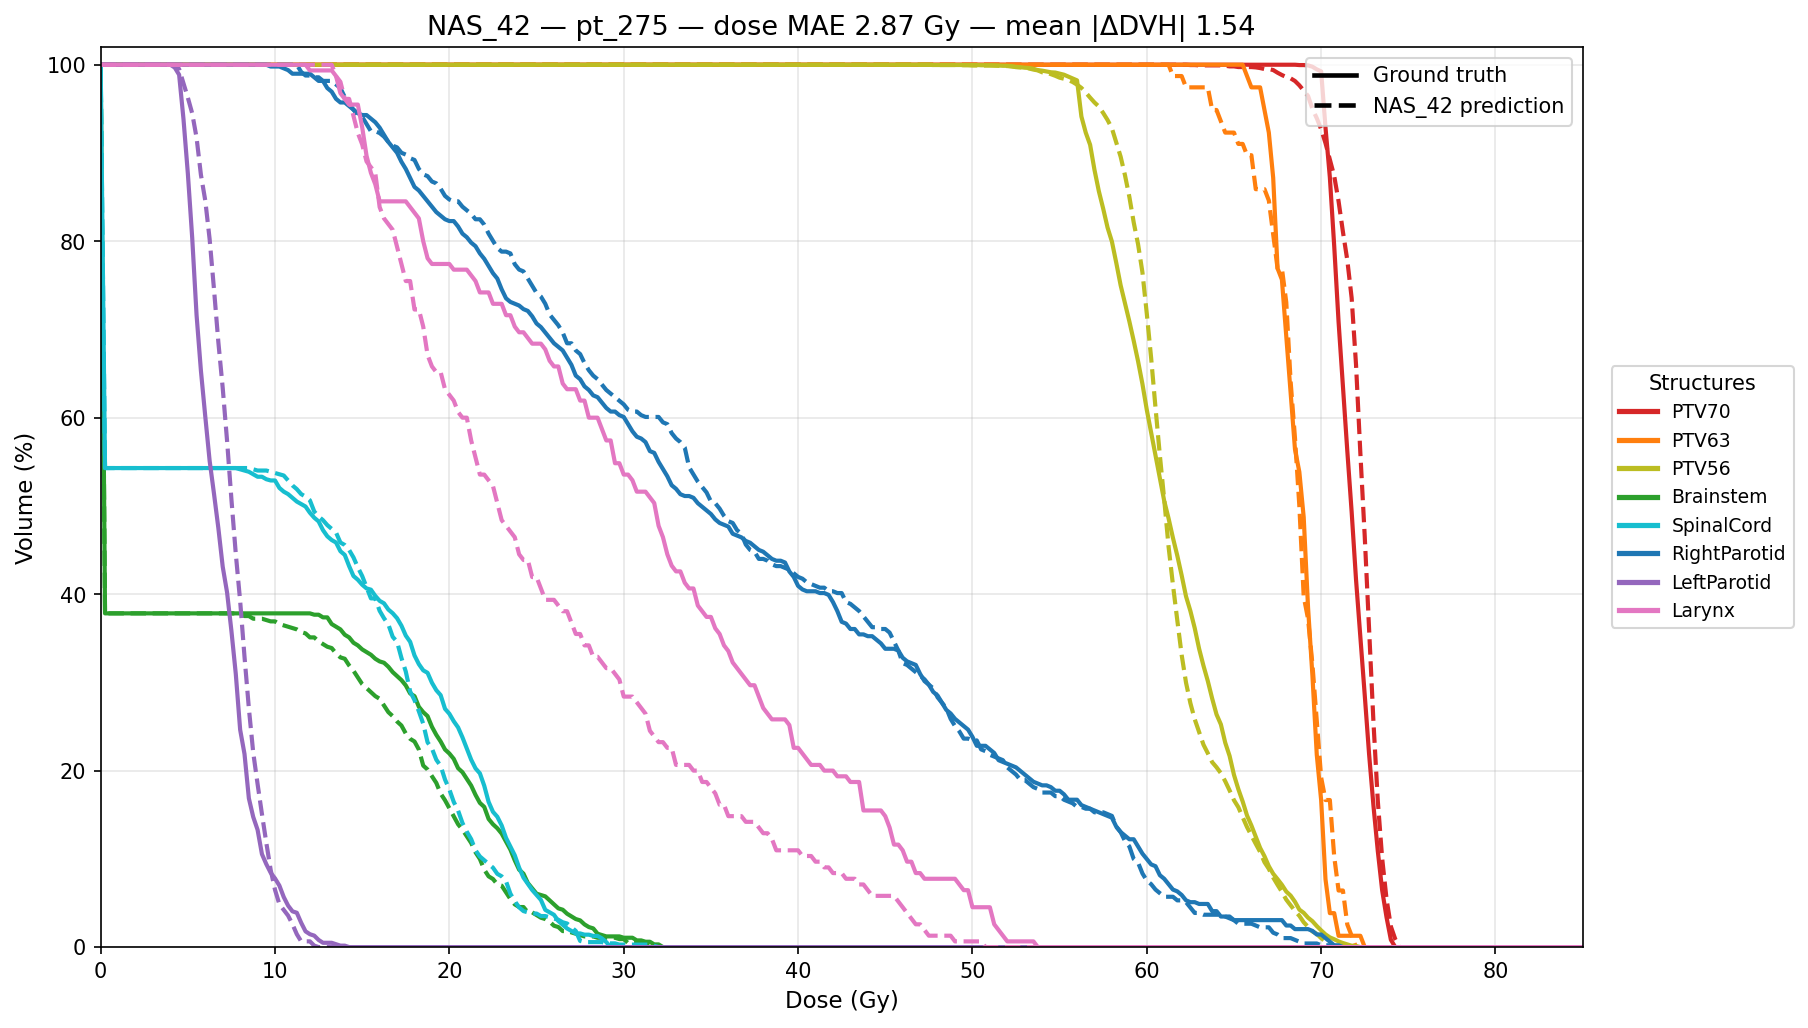 NAS_42 — pt_275 — dose MAE 2.87 Gy — mean |ΔDVH| 1.54
Ground truth
NAS_42 prediction
Volume (%)
100
80
60
40
20
0
0 10 20 30 40 50 60 70 80
Dose (Gy)
Structures
PTV70
PTV63
PTV56
Brainstem
SpinalCord
RightParotid
LeftParotid
Larynx